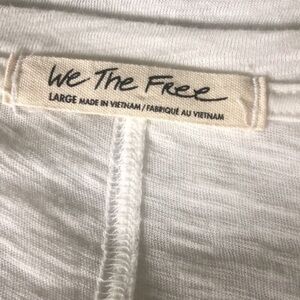 We The Free
LARGE MADE IN VIETNAM/FABRIQUÉ AU VIETNAM